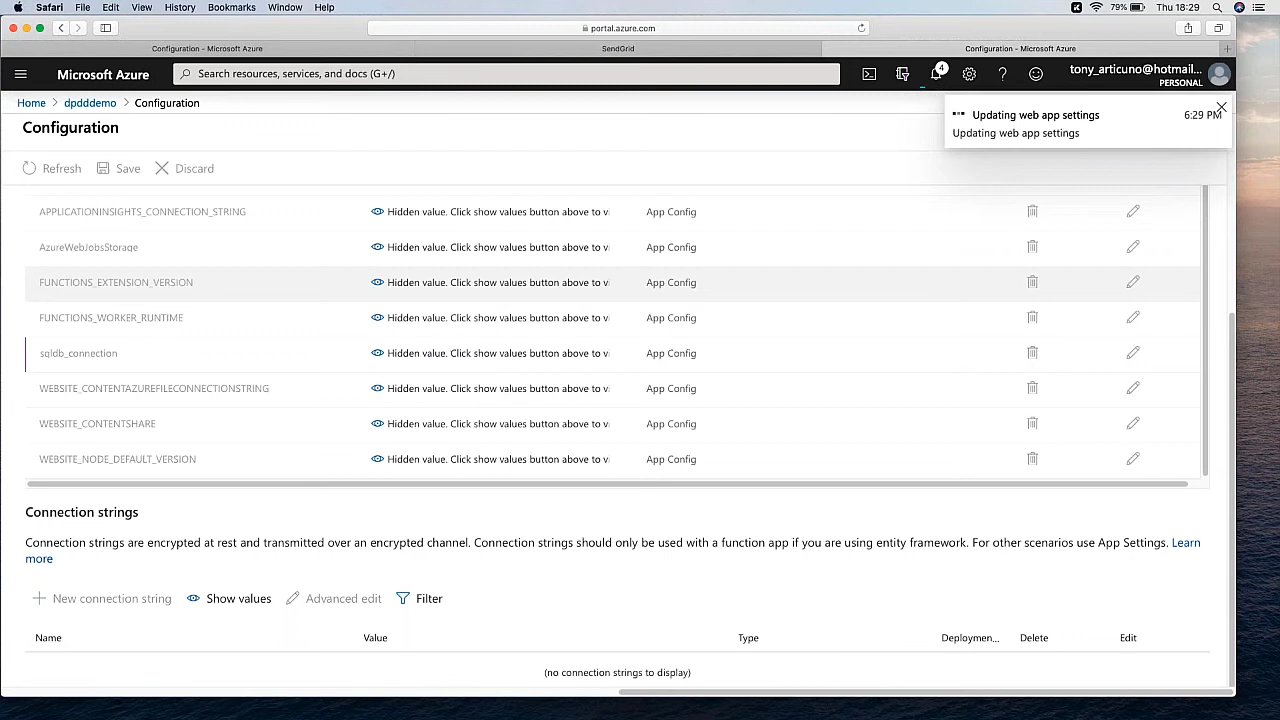 Safari File Edit View History Bookmarks Window Help 79% Thu 18:29
portal.azure.com
Configuration - Microsoft Azure SendGrid Configuration - Microsoft Azure
Microsoft Azure Search resources, services, and docs (G+/) 4 tony_articuno@hotmail...
PERSONAL
Home > dpdddemo > Configuration
Updating web app settings 6:29 PM
Updating web app settings
Configuration
Refresh Save Discard
APPLICATIONINSIGHTS_CONNECTION_STRING Hidden value. Click show values button above to vi App Config
AzureWebJobsStorage Hidden value. Click show values button above to vi App Config
FUNCTIONS_EXTENSION_VERSION Hidden value. Click show values button above to vi App Config
FUNCTIONS_WORKER_RUNTIME Hidden value. Click show values button above to vi App Config
sqldb_connection Hidden value. Click show values button above to vi App Config
WEBSITE_CONTENTAZUREFILECONNECTIONSTRING Hidden value. Click show values button above to vi App Config
WEBSITE_CONTENTSHARE Hidden value. Click show values button above to vi App Config
WEBSITE_NODE_DEFAULT_VERSION Hidden value. Click show values button above to vi App Config
Connection strings
Connection strings are encrypted at rest and transmitted over an encrypted channel. Connection strings should only be used with a function app if you are using entity framework. For other scenarios use App Settings. Learn
more
New connection string Show values Advanced edit Filter
Name Value Type Deploymen... Delete Edit
(no connection strings to display)